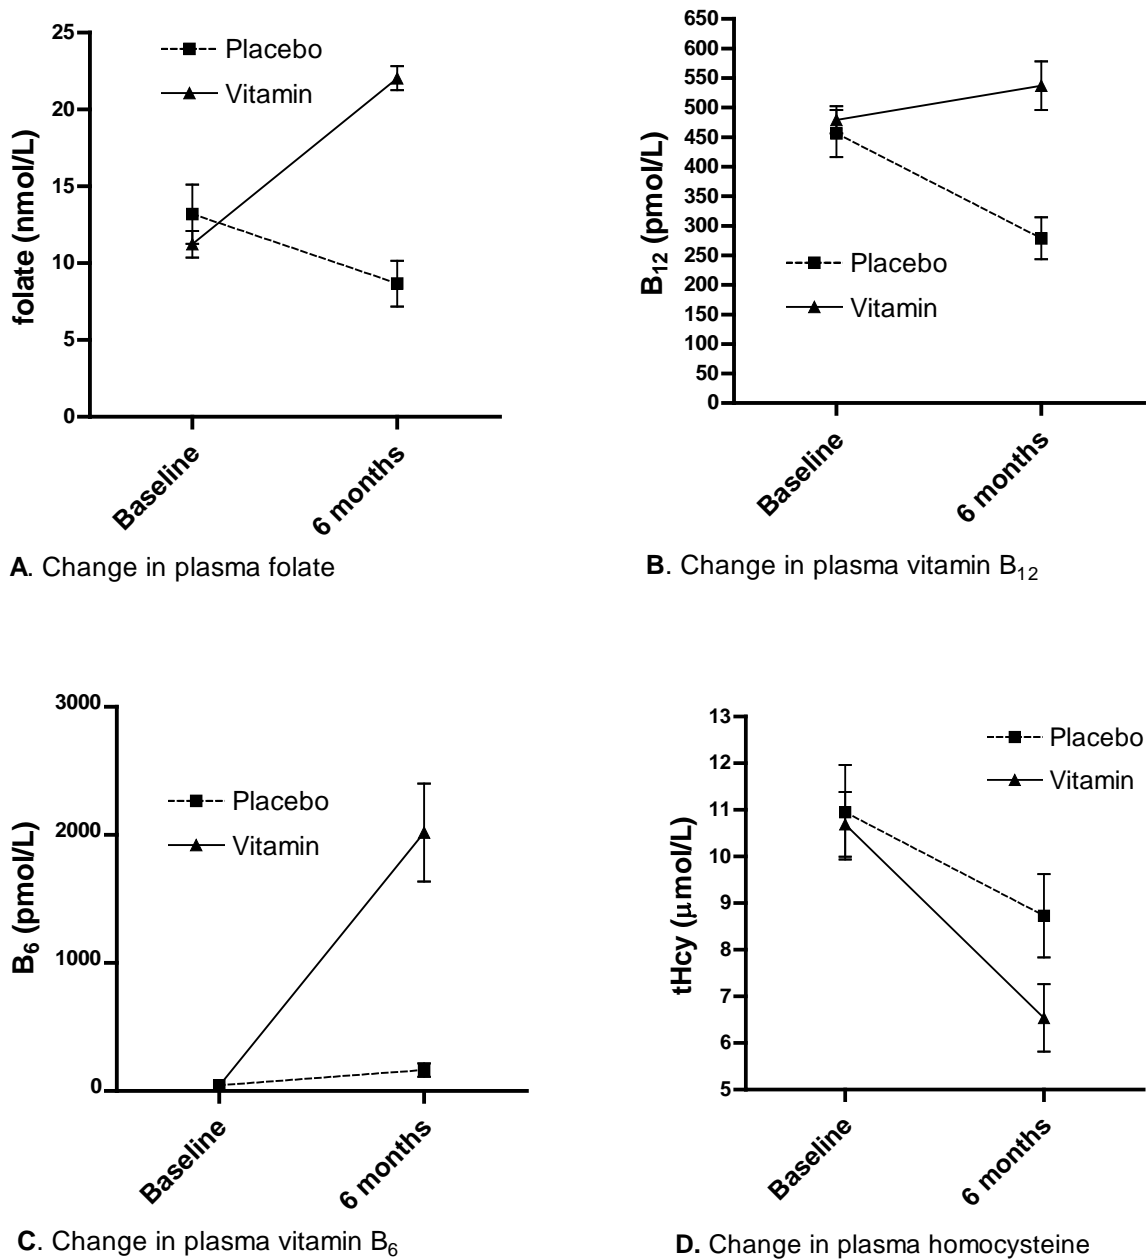 25
20
15
10
5
0
folate (nmol/L)
Placebo
Vitamin
Baseline
6 months
A. Change in plasma folate
650
600
550
500
450
400
350
300
250
200
150
100
50
0
B12 (pmol/L)
Placebo
Vitamin
Baseline
6 months
B. Change in plasma vitamin B12
3000
2000
1000
0
B6 (pmol/L)
Placebo
Vitamin
Baseline
6 months
C. Change in plasma vitamin B6
13
12
11
10
9
8
7
6
5
tHcy (μmol/L)
Placebo
Vitamin
Baseline
6 months
D. Change in plasma homocysteine